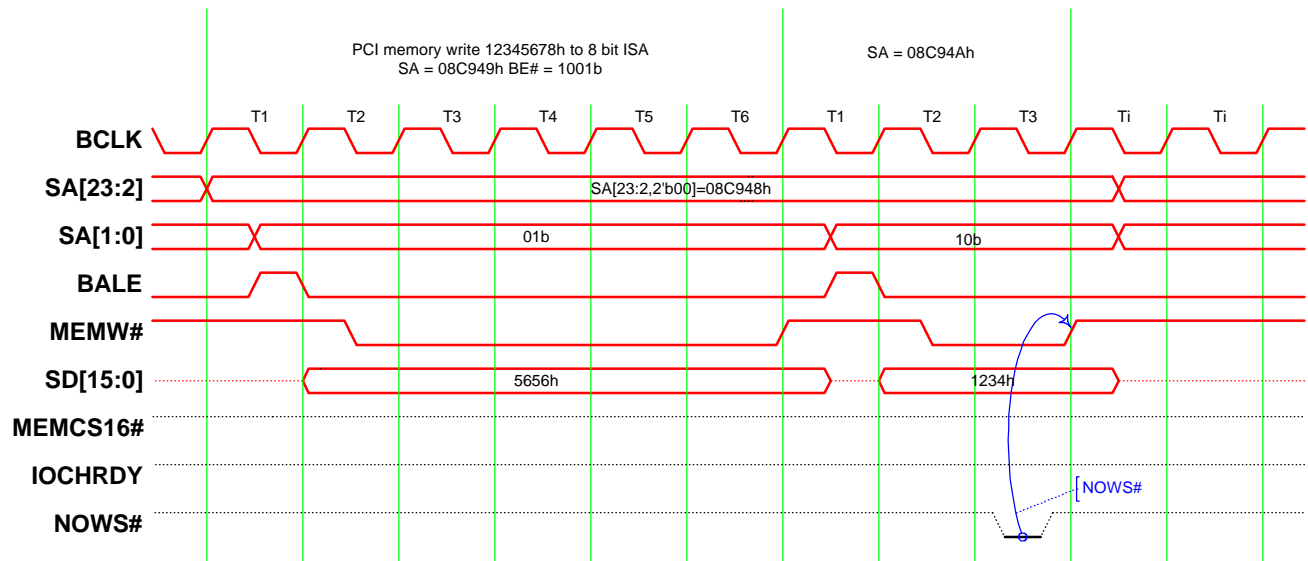 PCI memory write 12345678h to 8 bit ISA
SA = 08C949h BE# = 1001b
SA = 08C94Ah
T1 T2 T3 T4 T5 T6 T1 T2 T3 Ti Ti
BCLK
SA[23:2] SA[23:2,2'b00]=08C948h
SA[1:0] 01b 10b
BALE
MEMW#
SD[15:0] 5656h 1234h
MEMCS16#
IOCHRDY
NOWS#
NOWS#